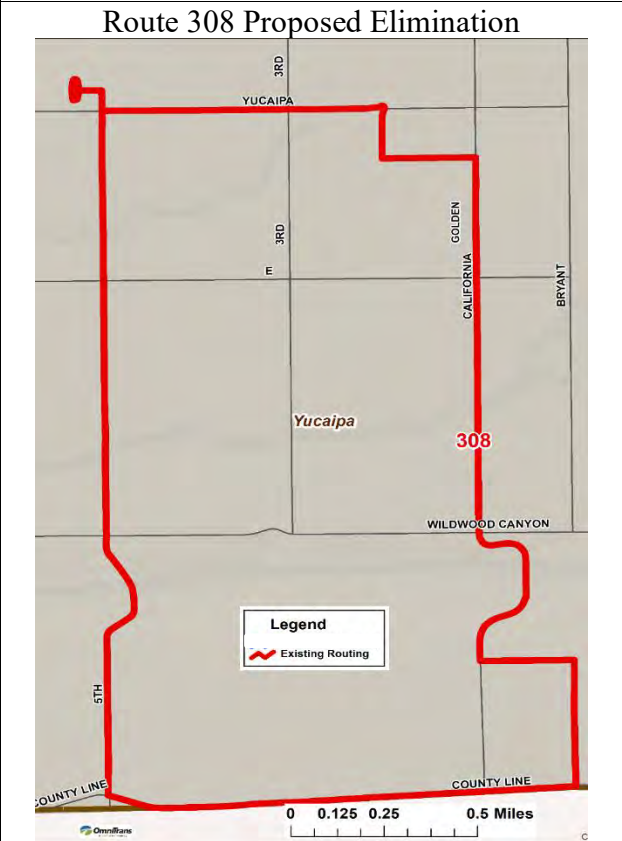 Route 308 Proposed Elimination
3RD
YUCAIPA
3RD
GOLDEN
E
CALIFORNIA
BRYANT
Yucaipa
308
WILDWOOD CANYON
Legend
Existing Routing
5TH
COUNTY LINE
COUNTY LINE
0 0.125 0.25 0.5 Miles
OmniTrans
C